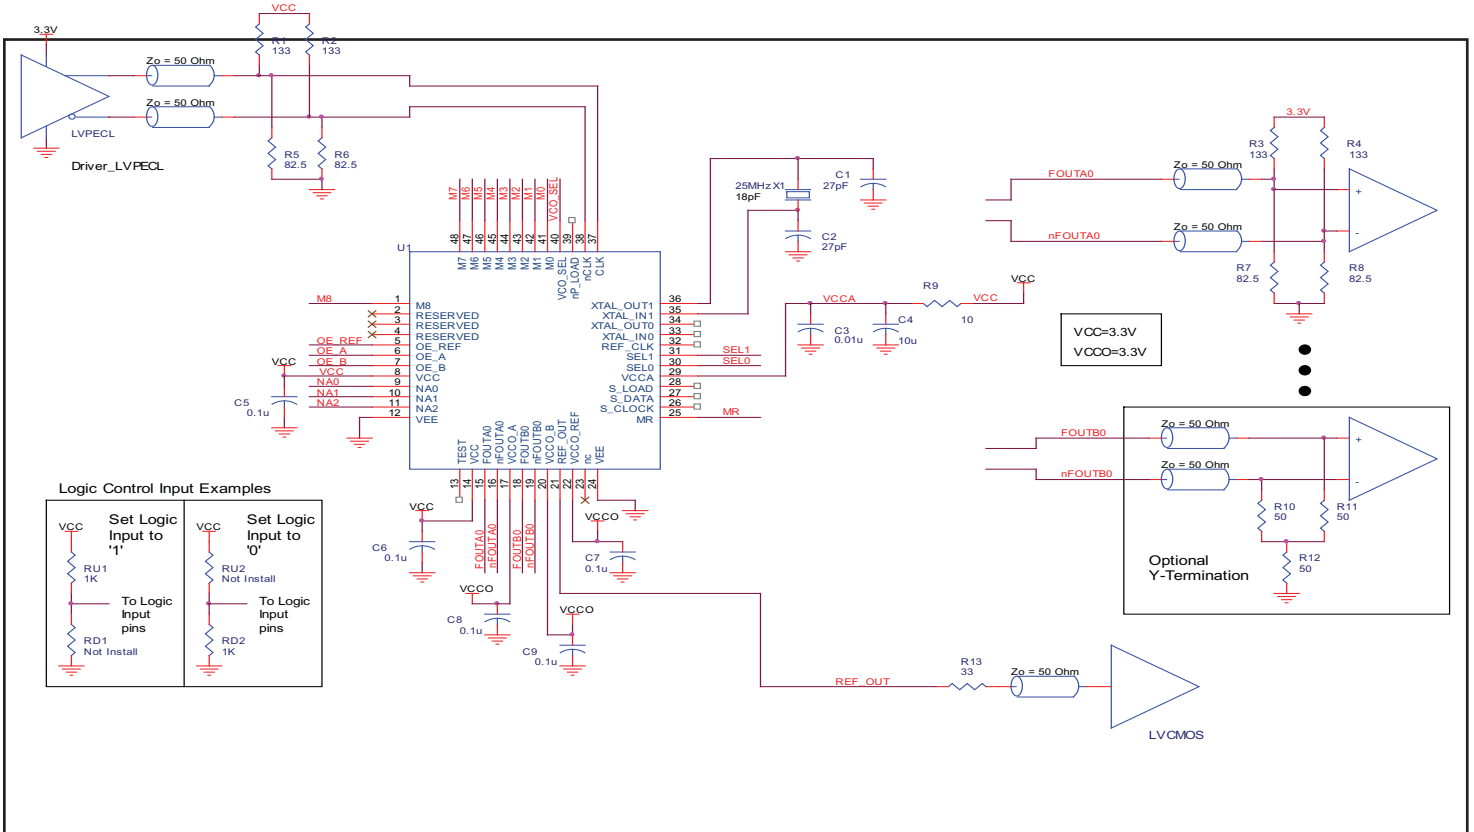 VCC
3.3V
R1
133
R2
133
Zo = 50 Ohm
Zo = 50 Ohm
LVPECL
Driver_LVPECL
R5
82.5
R6
82.5
M7
M6
M5
M4
M3
M2
M1
M0
VCO_SEL
48
47
46
45
44
43
42
41
40
39
38
37
U1
M7
M6
M5
M4
M3
M2
M1
M0
VCO_SEL
nP_LOAD
nCLK
CLK
M8
OE_REF
OE_A
OE_B
VCC
NA0
NA1
NA2
VCC
C5
0.1u
1
2
3
4
5
6
7
8
9
10
11
12
M8
RESERVED
RESERVED
RESERVED
OE_REF
OE_A
OE_B
VCC
NA0
NA1
NA2
VEE
XTAL_OUT1
XTAL_IN1
XTAL_OUT0
XTAL_IN0
REF_CLK
SEL1
SEL0
VCCA
S_LOAD
S_DATA
S_CLOCK
MR
36
35
34
33
32
31
30
29
28
27
26
25
SEL1
SEL0
MR
TEST
VCC
FOUTA0
nFOUTA0
VCCO_A
FOUTB0
nFOUTB0
VCCO_B
REF_OUT
VCCO_REF
nc
VEE
13
14
15
16
17
18
19
20
21
22
23
24
25MHz X1
18pF
C1
27pF
C2
27pF
VCCA
R9
10
VCC
VCC
C3
0.01u
C4
10u
FOUTA0
nFOUTA0
Zo = 50 Ohm
Zo = 50 Ohm
3.3V
R3
133
R4
133
+
-
R7
82.5
R8
82.5
VCC=3.3V
VCCO=3.3V
FOUTB0
nFOUTB0
Zo = 50 Ohm
Zo = 50 Ohm
+
-
R10
50
R11
50
R12
50
Optional
Y-Termination
VCC
C6
0.1u
FOUTA0
nFOUTA0
FOUTB0
nFOUTB0
VCCO
C7
0.1u
VCCO
C8
0.1u
VCCO
C9
0.1u
REF_OUT
R13
33
Zo = 50 Ohm
LVCMOS
Logic Control Input Examples
VCC
Set Logic
Input to
'1'
RU1
1K
To Logic
Input
pins
RD1
Not Install
VCC
Set Logic
Input to
'0'
RU2
Not Install
To Logic
Input
pins
RD2
1K